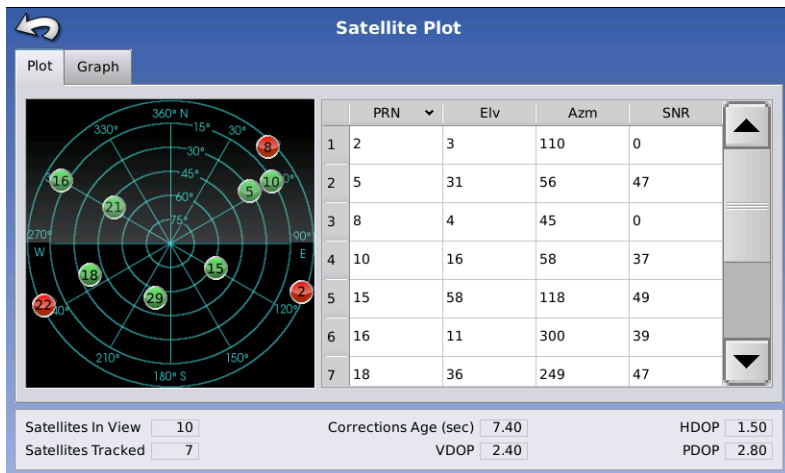 Satellite Plot
Plot Graph
360° N
330° 15° 30°
8
30°
16 45° 10 0°
5
60°
21
75°
270° 90°
W E
18 15
29 2
22 40° 120°
210° 150°
180° S
PRN Elv Azm SNR
1 2 3 110 0
2 5 31 56 47
3 8 4 45 0
4 10 16 58 37
5 15 58 118 49
6 16 11 300 39
7 18 36 249 47
Satellites In View 10 Corrections Age (sec) 7.40 HDOP 1.50
Satellites Tracked 7 VDOP 2.40 PDOP 2.80